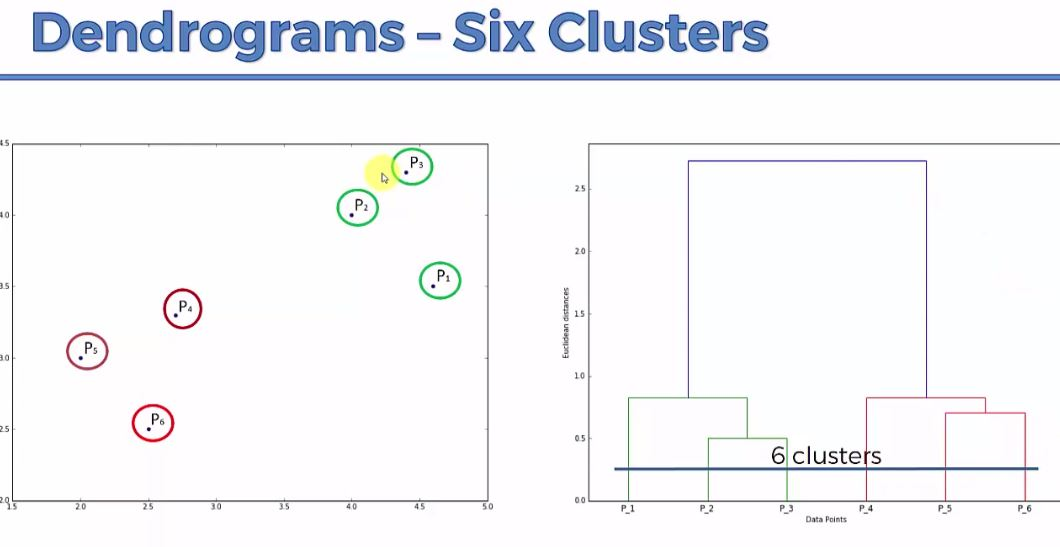 Dendrograms – Six Clusters
4.5
4.0
3.5
3.0
2.5
2.0
1.5 2.0 2.5 3.0 3.5 4.0 4.5 5.0
P3
P2
P1
P4
P5
P6
Euclidean distances
2.5
2.0
1.5
1.0
0.5
0.0
6 clusters
P_1 P_2 P_3 P_4 P_5 P_6
Data Points